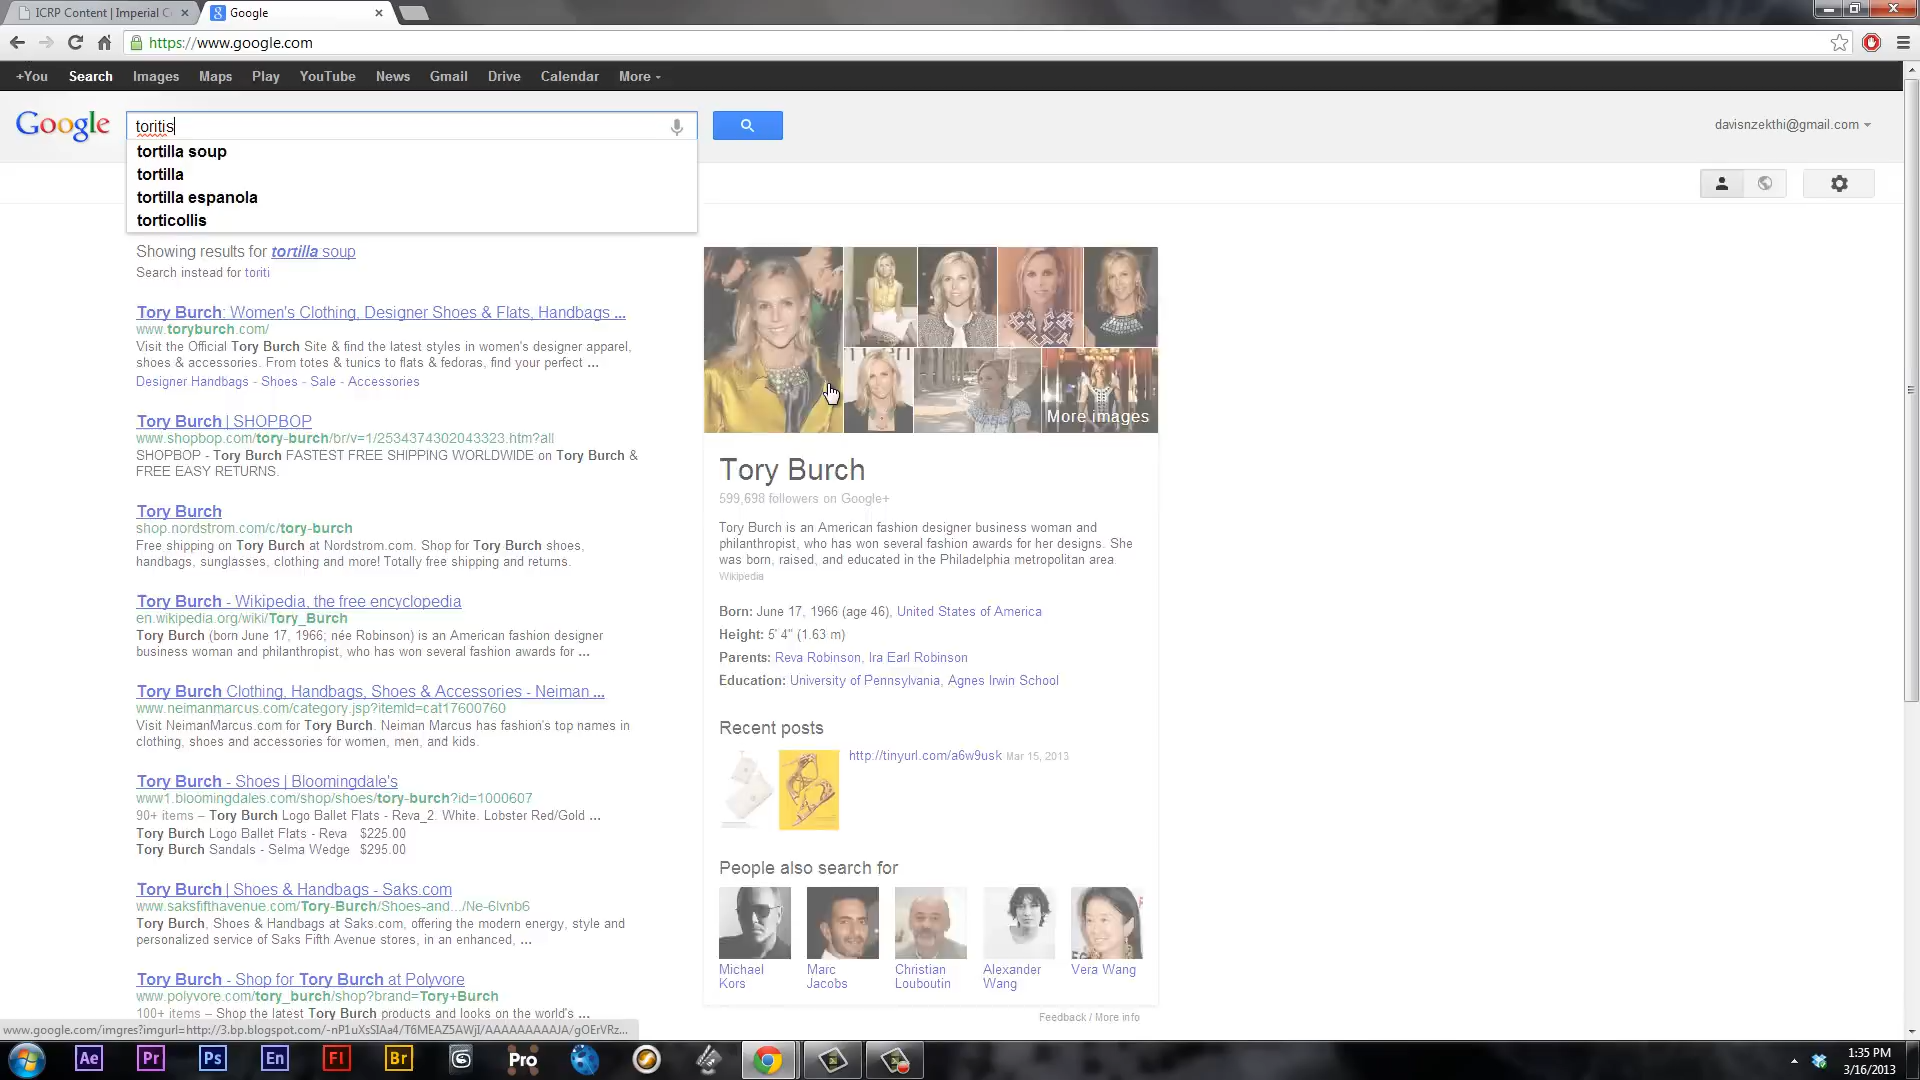 ICRP Content | Imperial C
Google
https://www.google.com
+You Search Images Maps Play YouTube News Gmail Drive Calendar More
Google
toritis
davisnzekthi@gmail.com
tortilla soup
tortilla
tortilla espanola
torticollis
Showing results for tortilla soup
Search instead for toriti
Tory Burch: Women's Clothing, Designer Shoes & Flats, Handbags ...
www.toryburch.com/
Visit the Official Tory Burch Site & find the latest styles in women's designer apparel,
shoes & accessories. From totes & tunics to flats & fedoras, find your perfect ...
Designer Handbags - Shoes - Sale - Accessories
Tory Burch | SHOPBOP
www.shopbop.com/tory-burch/br/v=1/2534374302043323.htm?all
SHOPBOP - Tory Burch FASTEST FREE SHIPPING WORLDWIDE on Tory Burch &
FREE EASY RETURNS.
Tory Burch
shop.nordstrom.com/c/tory-burch
Free shipping on Tory Burch at Nordstrom.com. Shop for Tory Burch shoes,
handbags, sunglasses, clothing and more! Totally free shipping and returns.
Tory Burch - Wikipedia, the free encyclopedia
en.wikipedia.org/wiki/Tory_Burch
Tory Burch (born June 17, 1966; née Robinson) is an American fashion designer
business woman and philanthropist, who has won several fashion awards for ...
Tory Burch Clothing, Handbags, Shoes & Accessories - Neiman ...
www.neimanmarcus.com/category.jsp?itemId=cat17600760
Visit NeimanMarcus.com for Tory Burch. Neiman Marcus has fashion's top names in
clothing, shoes and accessories for women, men, and kids.
Tory Burch - Shoes | Bloomingdale's
www1.bloomingdales.com/shop/shoes/tory-burch?id=1000607
90+ items – Tory Burch Logo Ballet Flats - Reva_2. White. Lobster Red/Gold ...
Tory Burch Logo Ballet Flats - Reva $225.00
Tory Burch Sandals - Selma Wedge $295.00
Tory Burch | Shoes & Handbags - Saks.com
www.saksfifthavenue.com/Tory-Burch/Shoes-and.../Ne-6lvnb6
Tory Burch, Shoes & Handbags at Saks.com, offering the modern energy, style and
personalized service of Saks Fifth Avenue stores, in an enhanced, ...
Tory Burch - Shop for Tory Burch at Polyvore
www.polyvore.com/tory_burch/shop?brand=Tory+Burch
100+ items – Shop the latest Tory Burch products and looks on the world's ...
More images
Tory Burch
599,698 followers on Google+
Tory Burch is an American fashion designer business woman and
philanthropist, who has won several fashion awards for her designs. She
was born, raised, and educated in the Philadelphia metropolitan area.
Wikipedia
Born: June 17, 1966 (age 46), United States of America
Height: 5' 4" (1.63 m)
Parents: Reva Robinson, Ira Earl Robinson
Education: University of Pennsylvania, Agnes Irwin School
Recent posts
http://tinyurl.com/a6w9usk Mar 15, 2013
People also search for
Michael Kors
Marc Jacobs
Christian Louboutin
Alexander Wang
Vera Wang
Feedback / More info
www.google.com/imgres?imgurl=http://3.bp.blogspot.com/-nP1uXsSIAa4/T6MEAZ5AWjI/AAAAAAAAAJA/gOErVRz...
Ae Pr Ps En Fl Br Pro
1:35 PM
3/16/2013